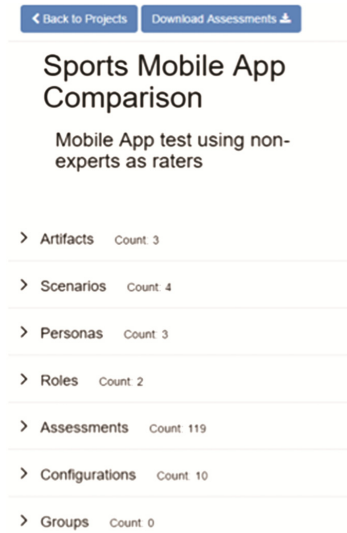 Back to Projects Download Assessments
Sports Mobile App
Comparison
Mobile App test using non-
experts as raters
Artifacts Count: 3
Scenarios Count: 4
Personas Count: 3
Roles Count: 2
Assessments Count: 119
Configurations Count: 10
Groups Count: 0